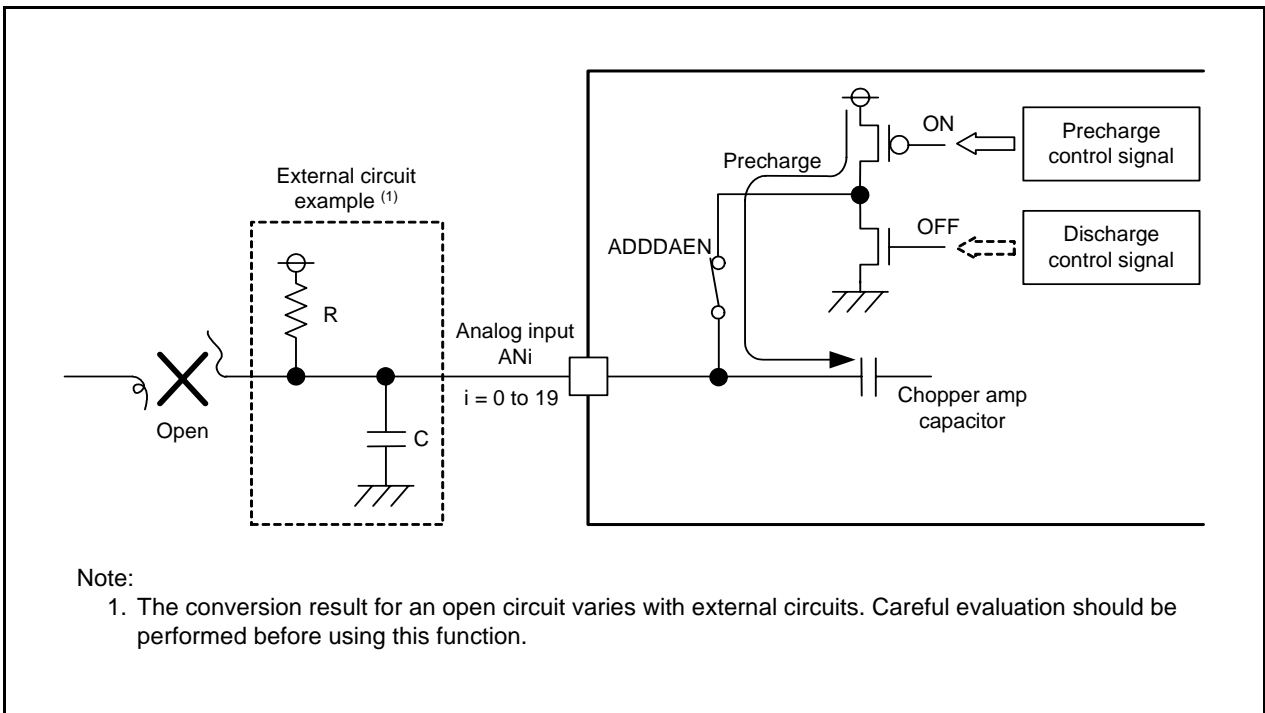 External circuit
example (1)
R
C
Open
Analog input
ANi
i = 0 to 19
Precharge
ADDDAEN
ON
OFF
Precharge
control signal
Discharge
control signal
Chopper amp
capacitor
Note:
1. The conversion result for an open circuit varies with external circuits. Careful evaluation should be
performed before using this function.